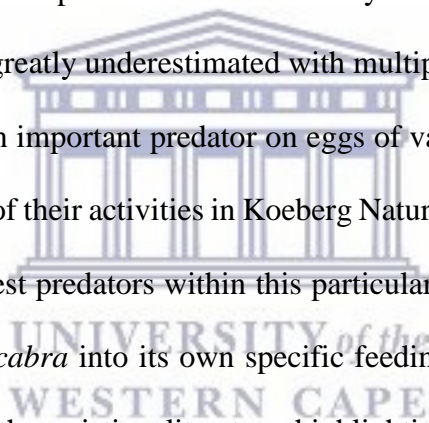 greatly underestimated with multip
n important predator on eggs of va
of their activities in Koeberg Natur
est predators within this particular
UNIVERSITY of the
cabra into its own specific feedin
WESTERN CAPE